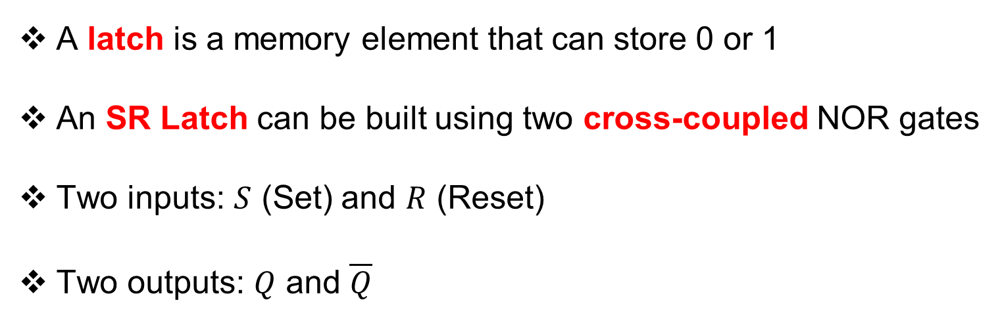 ❖ A latch is a memory element that can store 0 or 1
❖ An SR Latch can be built using two cross-coupled NOR gates
❖ Two inputs: S (Set) and R (Reset)
❖ Two outputs: Q and Q̅